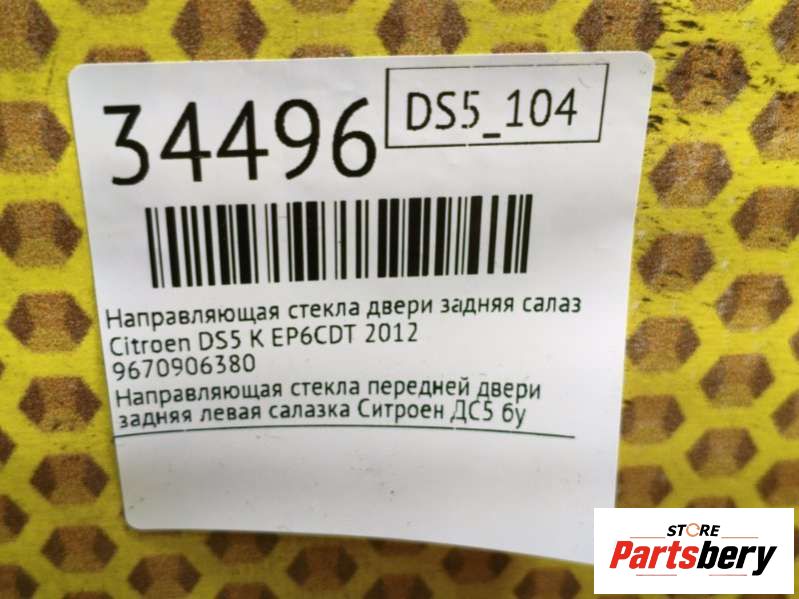 34496
DS5_104
Направляющая стекла двери задняя салаз
Citroen DS5 K EP6CDT 2012
9670906380
Направляющая стекла передней двери
задняя левая салазка Ситроен ДС5 бу
STORE
Partsbery